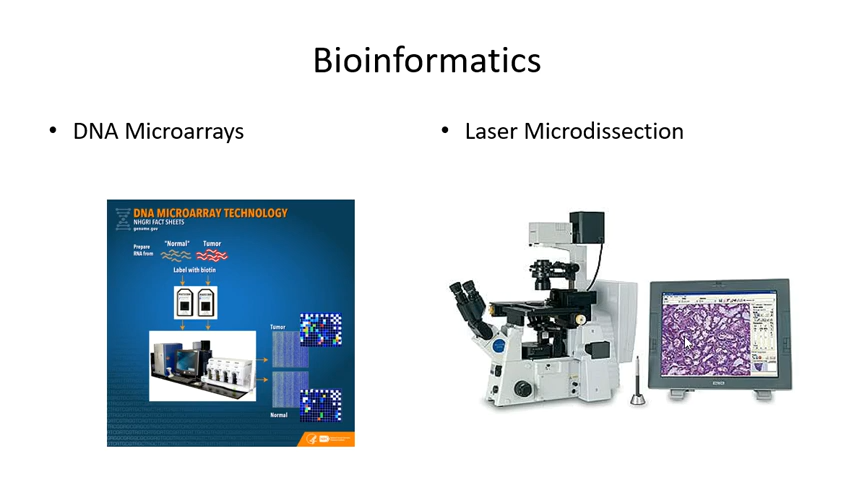 Bioinformatics
• DNA Microarrays
• Laser Microdissection
DNA MICROARRAY TECHNOLOGY
NHGRI FACT SHEETS
genome.gov
Prepare
RNA from
"Normal" Tumor
Label with biotin
Tumor
Normal